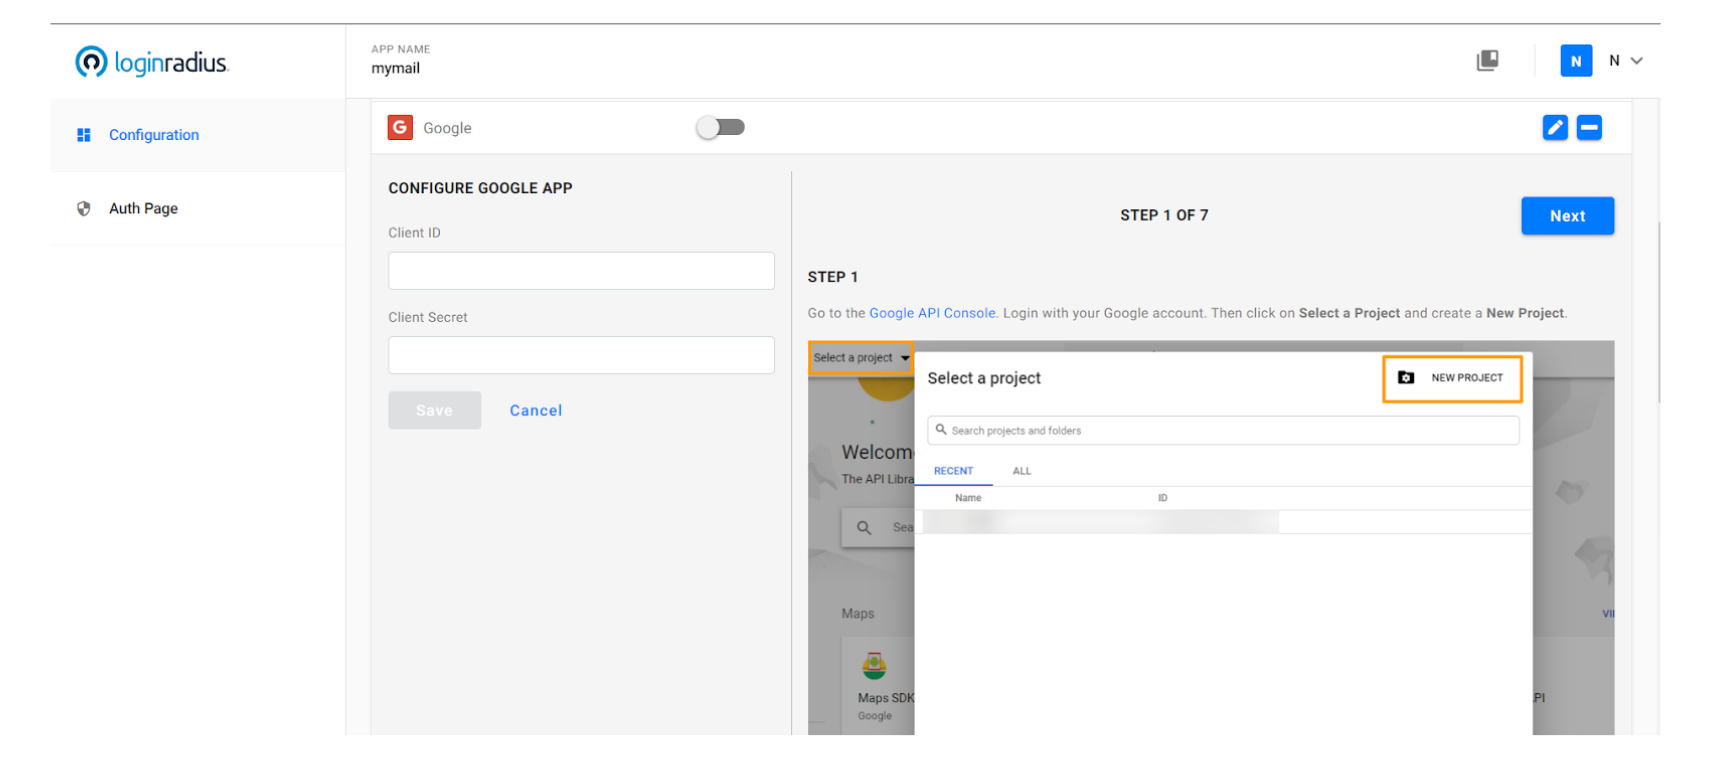 loginradius.
APP NAME
mymail
N
N
Configuration
Auth Page
G
Google
CONFIGURE GOOGLE APP
Client ID
Client Secret
Save
Cancel
STEP 1 OF 7
Next
STEP 1
Go to the Google API Console. Login with your Google account. Then click on Select a Project and create a New Project.
Select a project
Select a project
NEW PROJECT
Search projects and folders
RECENT
ALL
Name
ID
Welcom
The API Libra
Sea
Maps
VI
Maps SDK
Google
PI